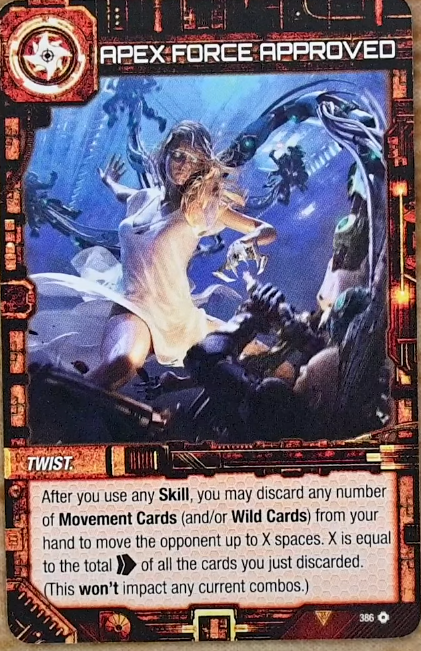 APEX FORCE APPROVED
TWIST.
After you use any Skill, you may discard any number
of Movement Cards (and/or Wild Cards) from your
hand to move the opponent up to X spaces. X is equal
to the total of all the cards you just discarded.
(This won't impact any current combos.)
386